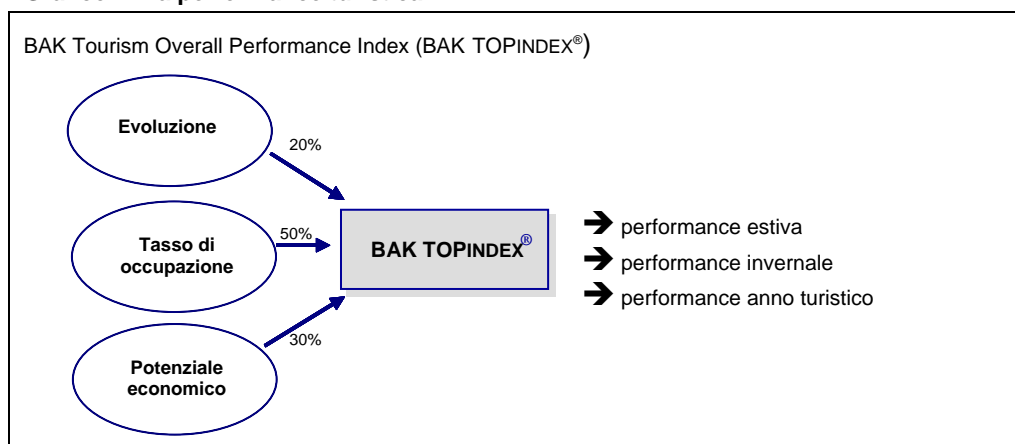 BAK Tourism Overall Performance Index (BAK TOPINDEX®)
Evoluzione
20%
Tasso di
occupazione
50%
BAK TOPINDEX®
performance estiva
performance invernale
performance anno turistico
Potenziale
economico
30%